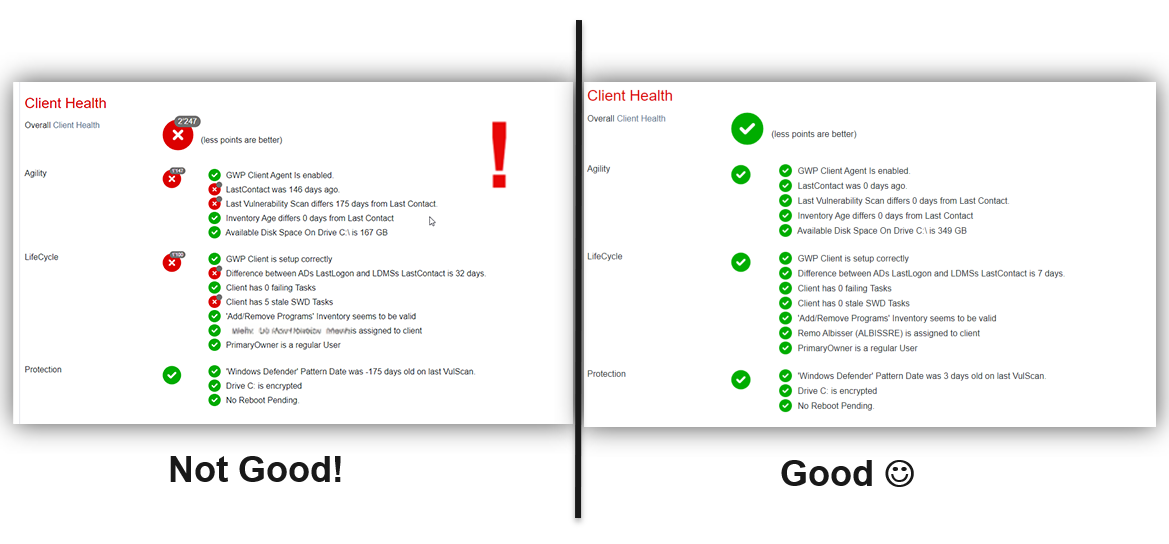 Client Health
Overall Client Health
2'247
(less points are better)
Agility
GWP Client Agent Is enabled.
LastContact was 146 days ago.
Last Vulnerability Scan differs 175 days from Last Contact.
Inventory Age differs 0 days from Last Contact
Available Disk Space On Drive C:\ is 167 GB
LifeCycle
1'100
GWP Client is setup correctly
Difference between ADs LastLogon and LDMSs LastContact is 32 days.
Client has 0 failing Tasks
Client has 5 stale SWD Tasks
'Add/Remove Programs' Inventory seems to be valid
is assigned to client
PrimaryOwner is a regular User
Protection
'Windows Defender' Pattern Date was -175 days old on last VulScan.
Drive C: is encrypted
No Reboot Pending.
Not Good!
!
Client Health
Overall Client Health
(less points are better)
Agility
GWP Client Agent Is enabled.
LastContact was 0 days ago.
Last Vulnerability Scan differs 0 days from Last Contact.
Inventory Age differs 0 days from Last Contact
Available Disk Space On Drive C:\ is 349 GB
LifeCycle
GWP Client is setup correctly
Difference between ADs LastLogon and LDMSs LastContact is 7 days.
Client has 0 failing Tasks
Client has 0 stale SWD Tasks
'Add/Remove Programs' Inventory seems to be valid
Remo Albisser (ALBISSRE) is assigned to client
PrimaryOwner is a regular User
Protection
'Windows Defender' Pattern Date was 3 days old on last VulScan.
Drive C: is encrypted
No Reboot Pending.
Good ☺